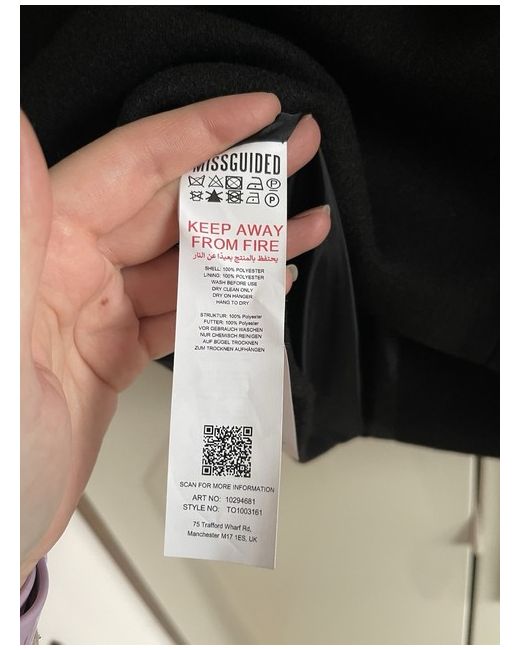 MISSGUIDED
KEEP AWAY
FROM FIRE
يحتفظ بالمنتج بعيدًا عن النار
SHELL: 100% POLYESTER
LINING: 100% POLYESTER
WASH BEFORE USE
DRY CLEAN ONLY
DRY ON HANGER
HANG TO DRY
STRUKTUR: 100% Polyester
FUTTER: 100% Polyester
VOR GEBRAUCH WASCHEN
NUR CHEMISCH REINIGEN
AUF BÜGEL TROCKNEN
ZUM TROCKNEN AUFHÄNGEN
SCAN FOR MORE INFORMATION
ART NO: 10294681
STYLE NO: TO1003161
75 Trafford Wharf Rd,
Manchester M17 1ES, UK